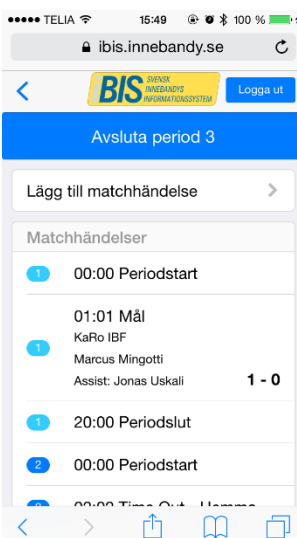 TELIA 15:49 100 %
ibis.innebandy.se
BIS SVENSK INNEBANDYS INFORMATIONSSYSTEM
Logga ut
Avsluta period 3
Lägg till matchhändelse
Matchhändelser
1 00:00 Periodstart
01:01 Mål
KaRo IBF
1
Marcus Mingotti
Assist: Jonas Uskali 1 - 0
1 20:00 Periodslut
2 00:00 Periodstart
Time Out